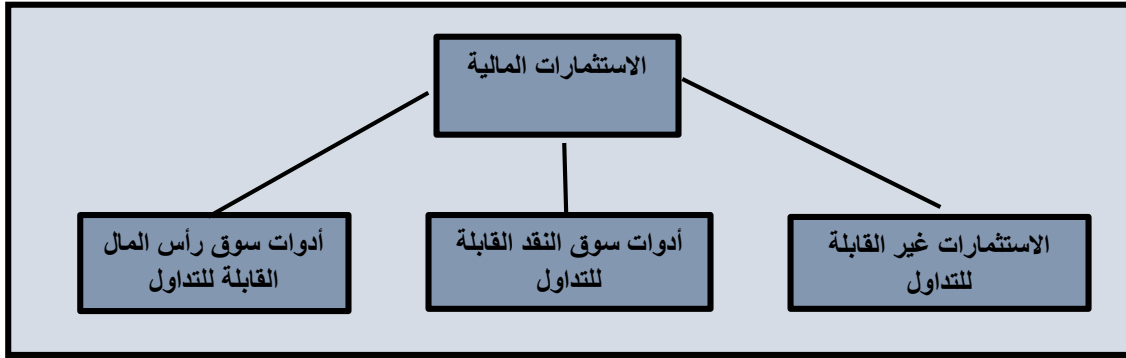 الاستثمارات المالية
الاستثمارات غير القابلة
للتداول
أدوات سوق النقد القابلة
للتداول
أدوات سوق رأس المال
القابلة للتداول